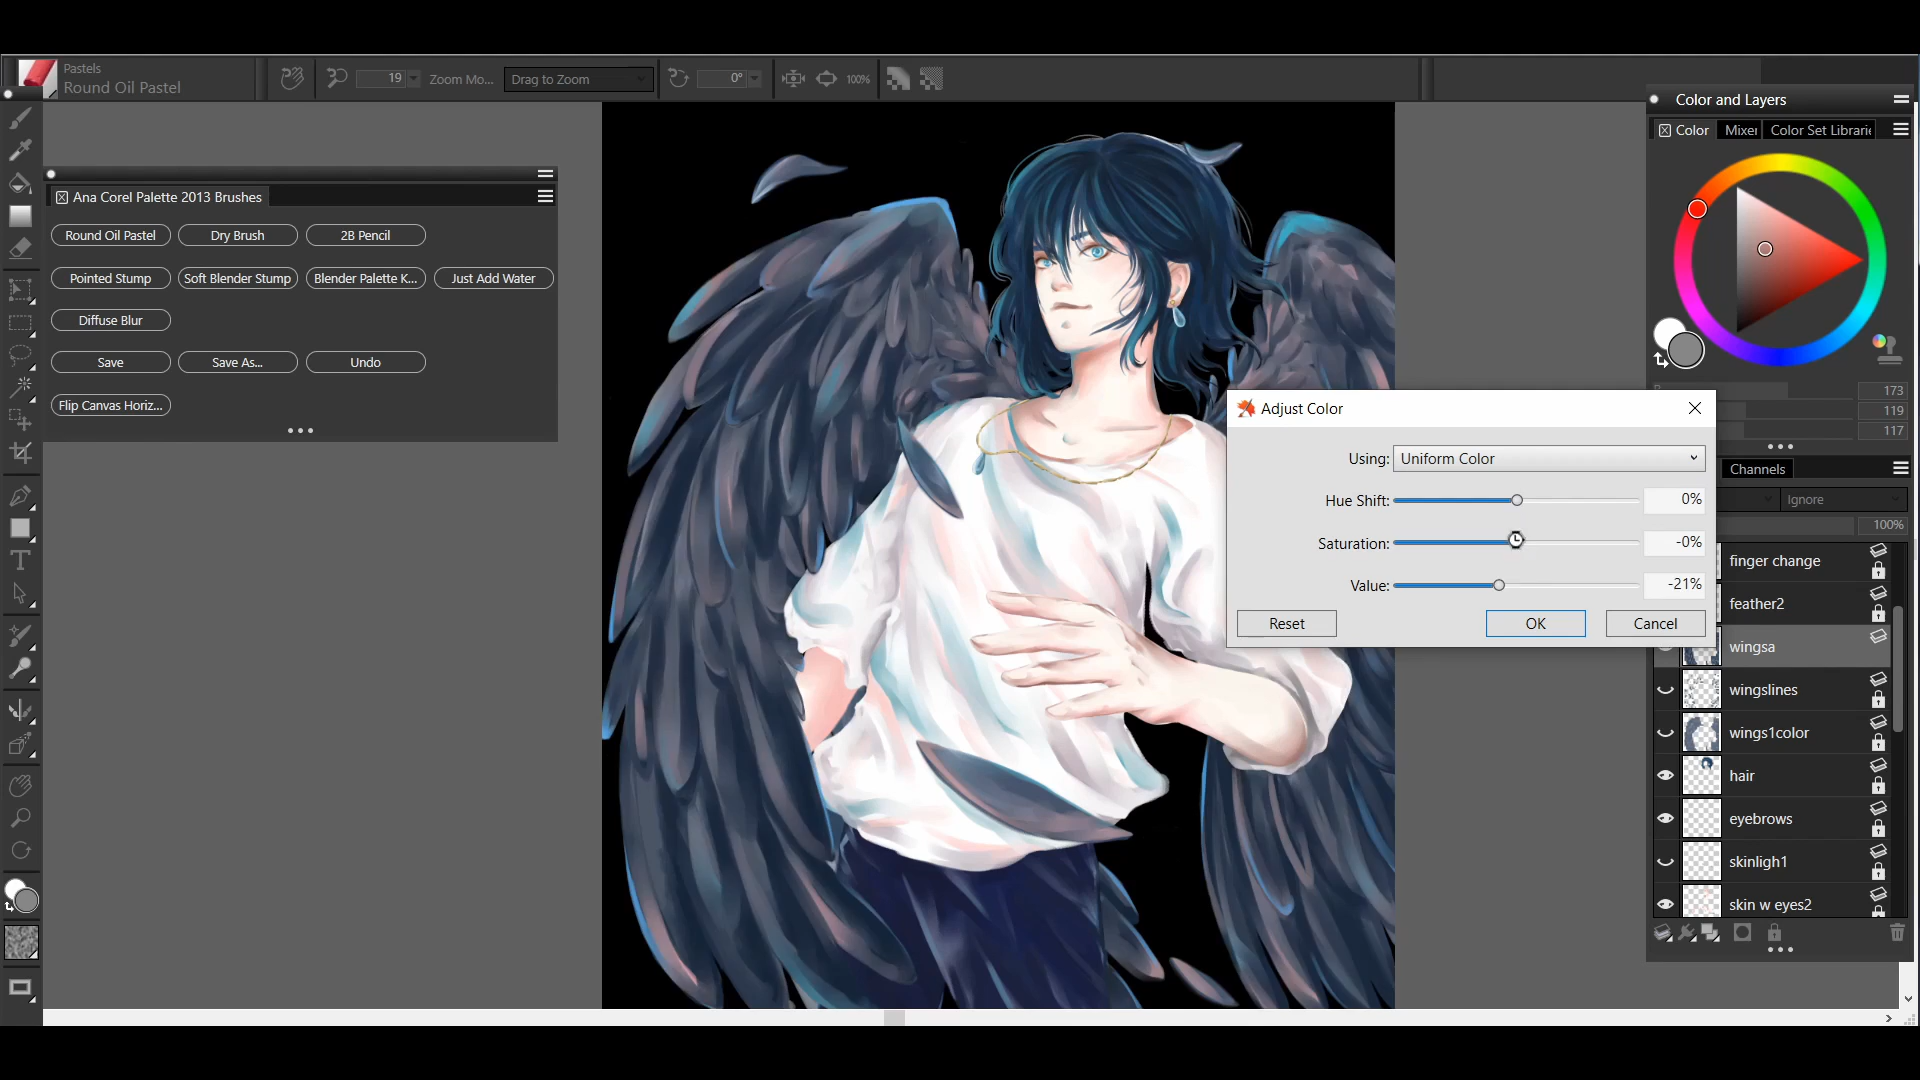 Pastels
Round Oil Pastel
19
Zoom Mo...
Drag to Zoom
0°
100%
Ana Corel Palette 2013 Brushes
Round Oil Pastel
Dry Brush
2B Pencil
Pointed Stump
Soft Blender Stump
Blender Palette K...
Just Add Water
Diffuse Blur
Save
Save As...
Undo
Flip Canvas Horiz...
Color and Layers
Color
Mixer
Color Set Librarie
173
119
117
Adjust Color
Using:
Uniform Color
Hue Shift:
0%
Saturation:
-0%
Value:
-21%
Reset
OK
Cancel
Channels
Ignore
100%
finger change
feather2
wingsa
wingslines
wings1color
hair
eyebrows
skinligh1
skin w eyes2
T